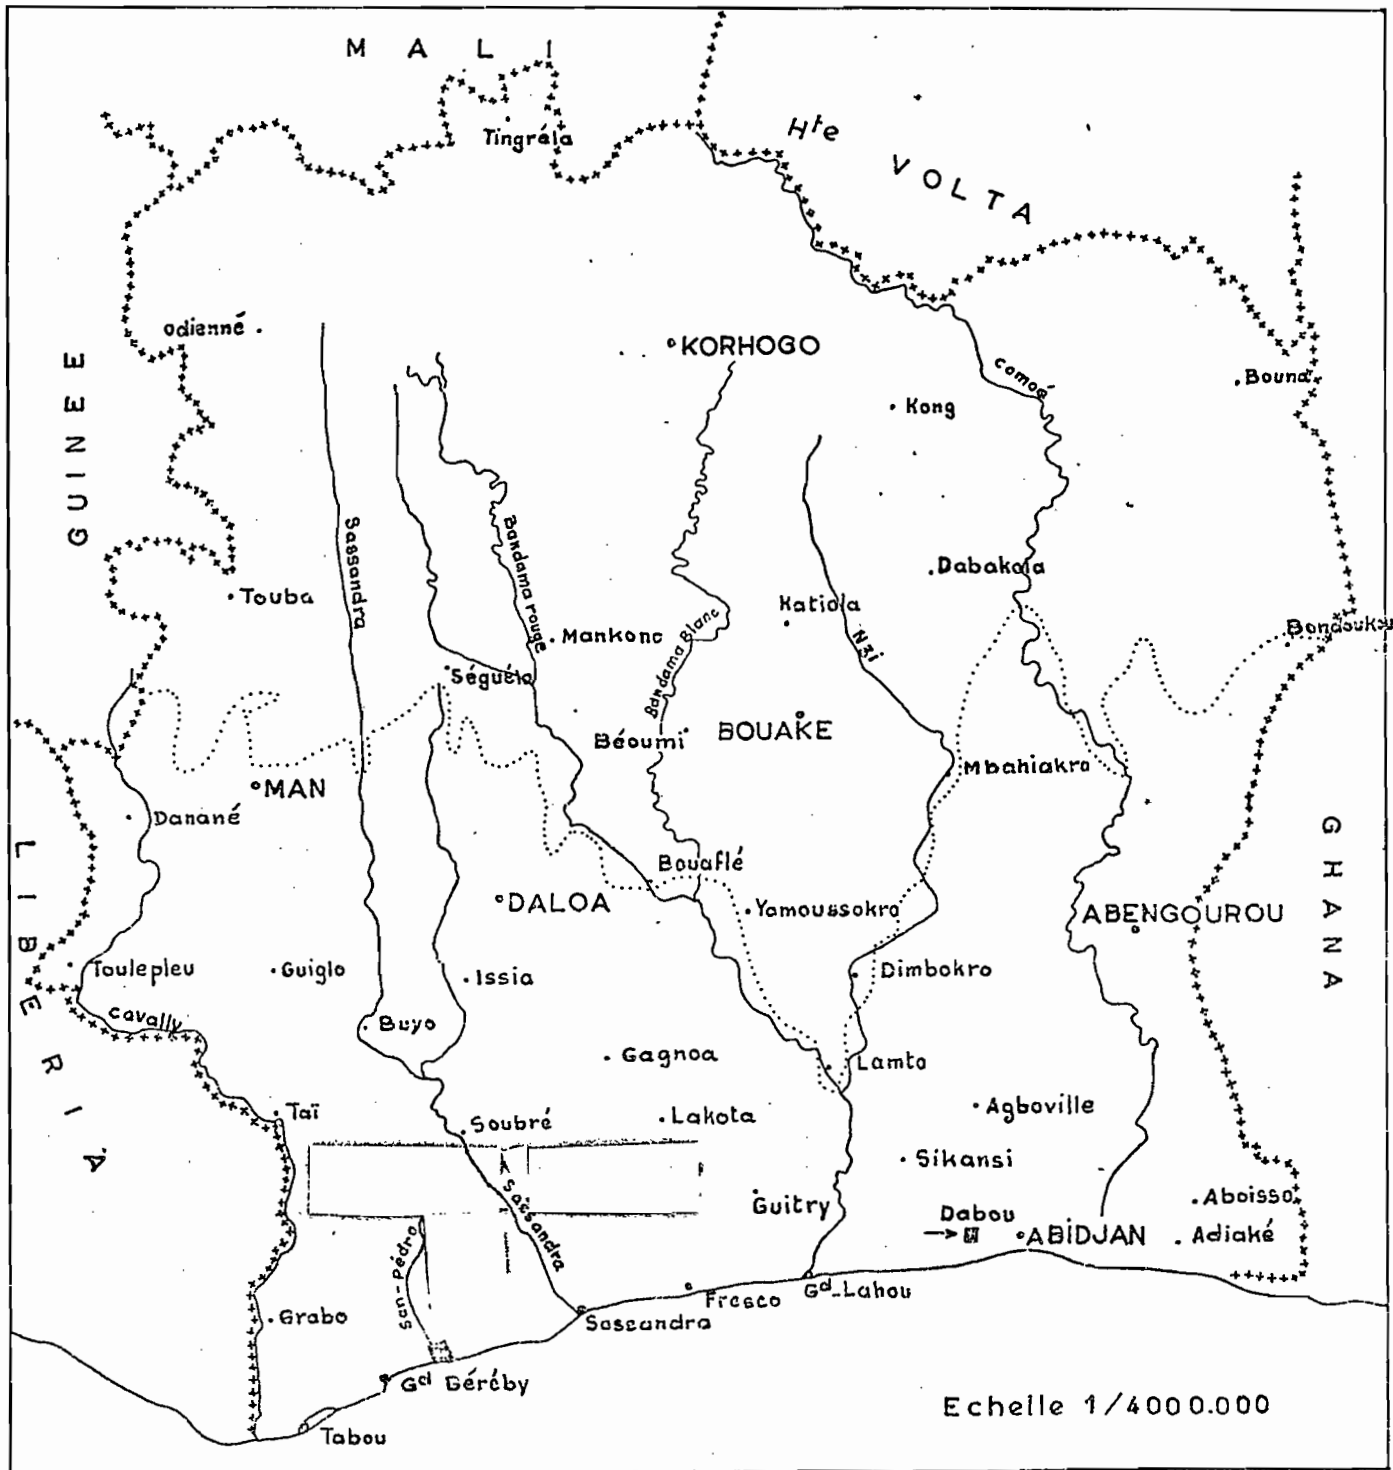 MALI
Tingréla
Hte VOLTA
Odienné
KORHOGO
GUINEE
Comoé
Bouna
Kong
Sassandra
Bandama rouge
Dabakala
Touba
Katiola
Bandama Blanc
Mankono
Nzi
Bondouku
Séguéla
Béoumi
BOUAKE
Mbahiakro
MAN
Danané
GHANA
LIBERIA
Bouaflé
DALOA
Yamoussokro
ABENGOUROU
Toulepleu
Guiglo
Issia
Dimbokro
Cavally
Buyo
Gagnoa
Lamto
Taï
Soubré
Lakota
Agboville
Sikansi
Sassandra
Guitry
Aboisso
Dabou
ABIDJAN
Adiaké
San-Pédro
Grabo
Fresco
Gd-Lahou
Sassandra
Gd Béréby
Tabou
Echelle 1/4000.000